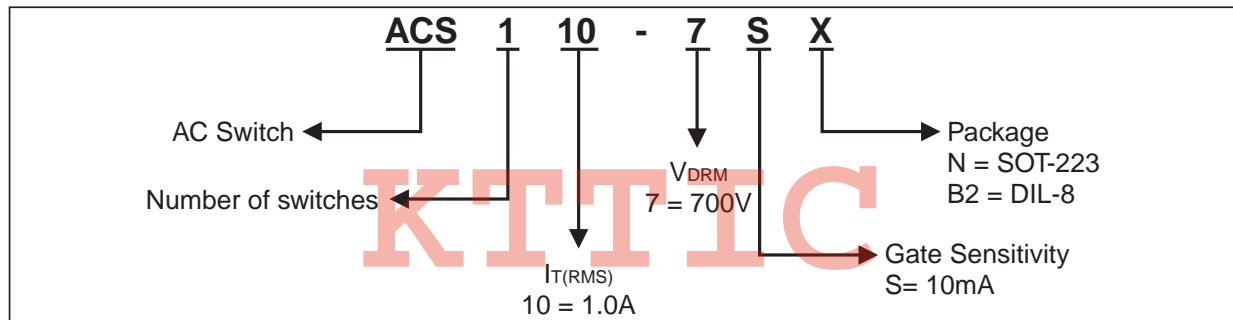 ACS 1 10 - 7 S X
AC Switch
Number of switches
IT(RMS)
10 = 1.0A
VDRM
7 = 700V
Package
N = SOT-223
B2 = DIL-8
Gate Sensitivity
S= 10mA
KTTIC